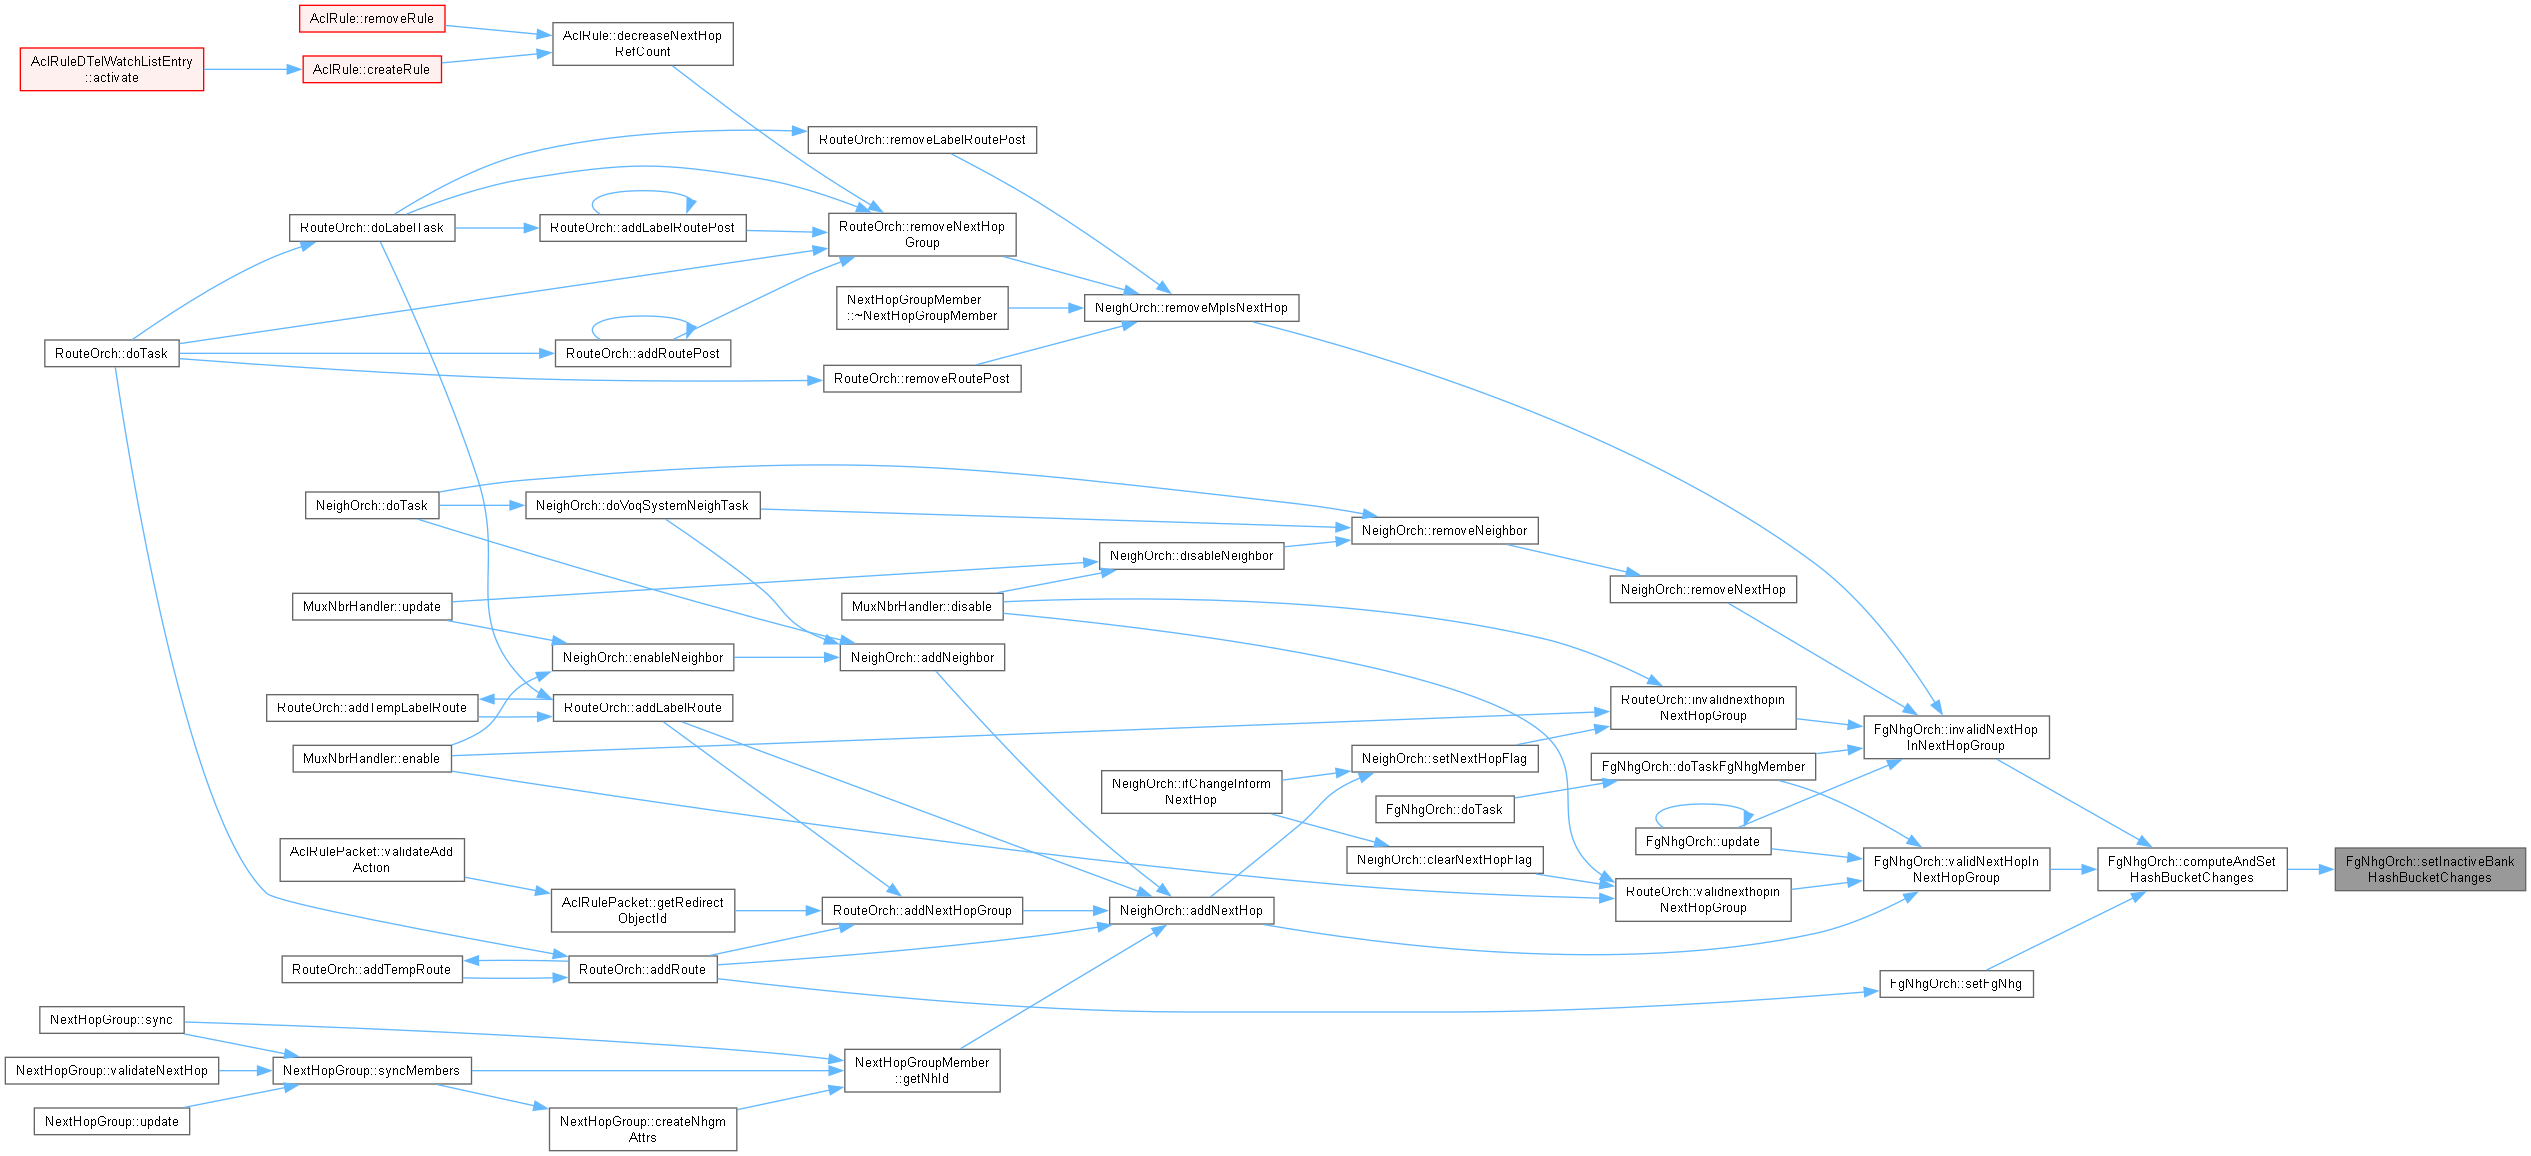 AclRule::removeRule
AclRule::decreaseNextHop
RefCount
AclRuleDTelWatchListEntry
::activate
AclRule::createRule
RouteOrch::removeLabelRoutePost
RouteOrch::doLabelTask
RouteOrch::addLabelRoutePost
RouteOrch::removeNextHop
Group
NextHopGroupMember
::~NextHopGroupMember
NeighOrch::removeMplsNextHop
RouteOrch::doTask
RouteOrch::addRoutePost
RouteOrch::removeRoutePost
NeighOrch::doTask
NeighOrch::doVoqSystemNeighTask
NeighOrch::removeNeighbor
NeighOrch::disableNeighbor
NeighOrch::removeNextHop
MuxNbrHandler::update
MuxNbrHandler::disable
NeighOrch::enableNeighbor
NeighOrch::addNeighbor
RouteOrch::addTempLabelRoute
RouteOrch::addLabelRoute
RouteOrch::invalidnexthopin
NextHopGroup
FgNhgOrch::invalidNextHop
InNextHopGroup
MuxNbrHandler::enable
NeighOrch::setNextHopFlag
FgNhgOrch::doTaskFgNhgMember
NeighOrch::ifChangeInform
NextHop
FgNhgOrch::doTask
FgNhgOrch::update
AclRulePacket::validateAdd
Action
NeighOrch::clearNextHopFlag
FgNhgOrch::validNextHopIn
NextHopGroup
FgNhgOrch::computeAndSet
HashBucketChanges
FgNhgOrch::setInactiveBank
HashBucketChanges
AclRulePacket::getRedirect
ObjectId
RouteOrch::addNextHopGroup
NeighOrch::addNextHop
RouteOrch::validnexthopin
NextHopGroup
RouteOrch::addTempRoute
RouteOrch::addRoute
FgNhgOrch::setFgNhg
NextHopGroup::sync
NextHopGroup::validateNextHop
NextHopGroup::syncMembers
NextHopGroupMember
::getNhId
NextHopGroup::update
NextHopGroup::createNhgm
Attrs